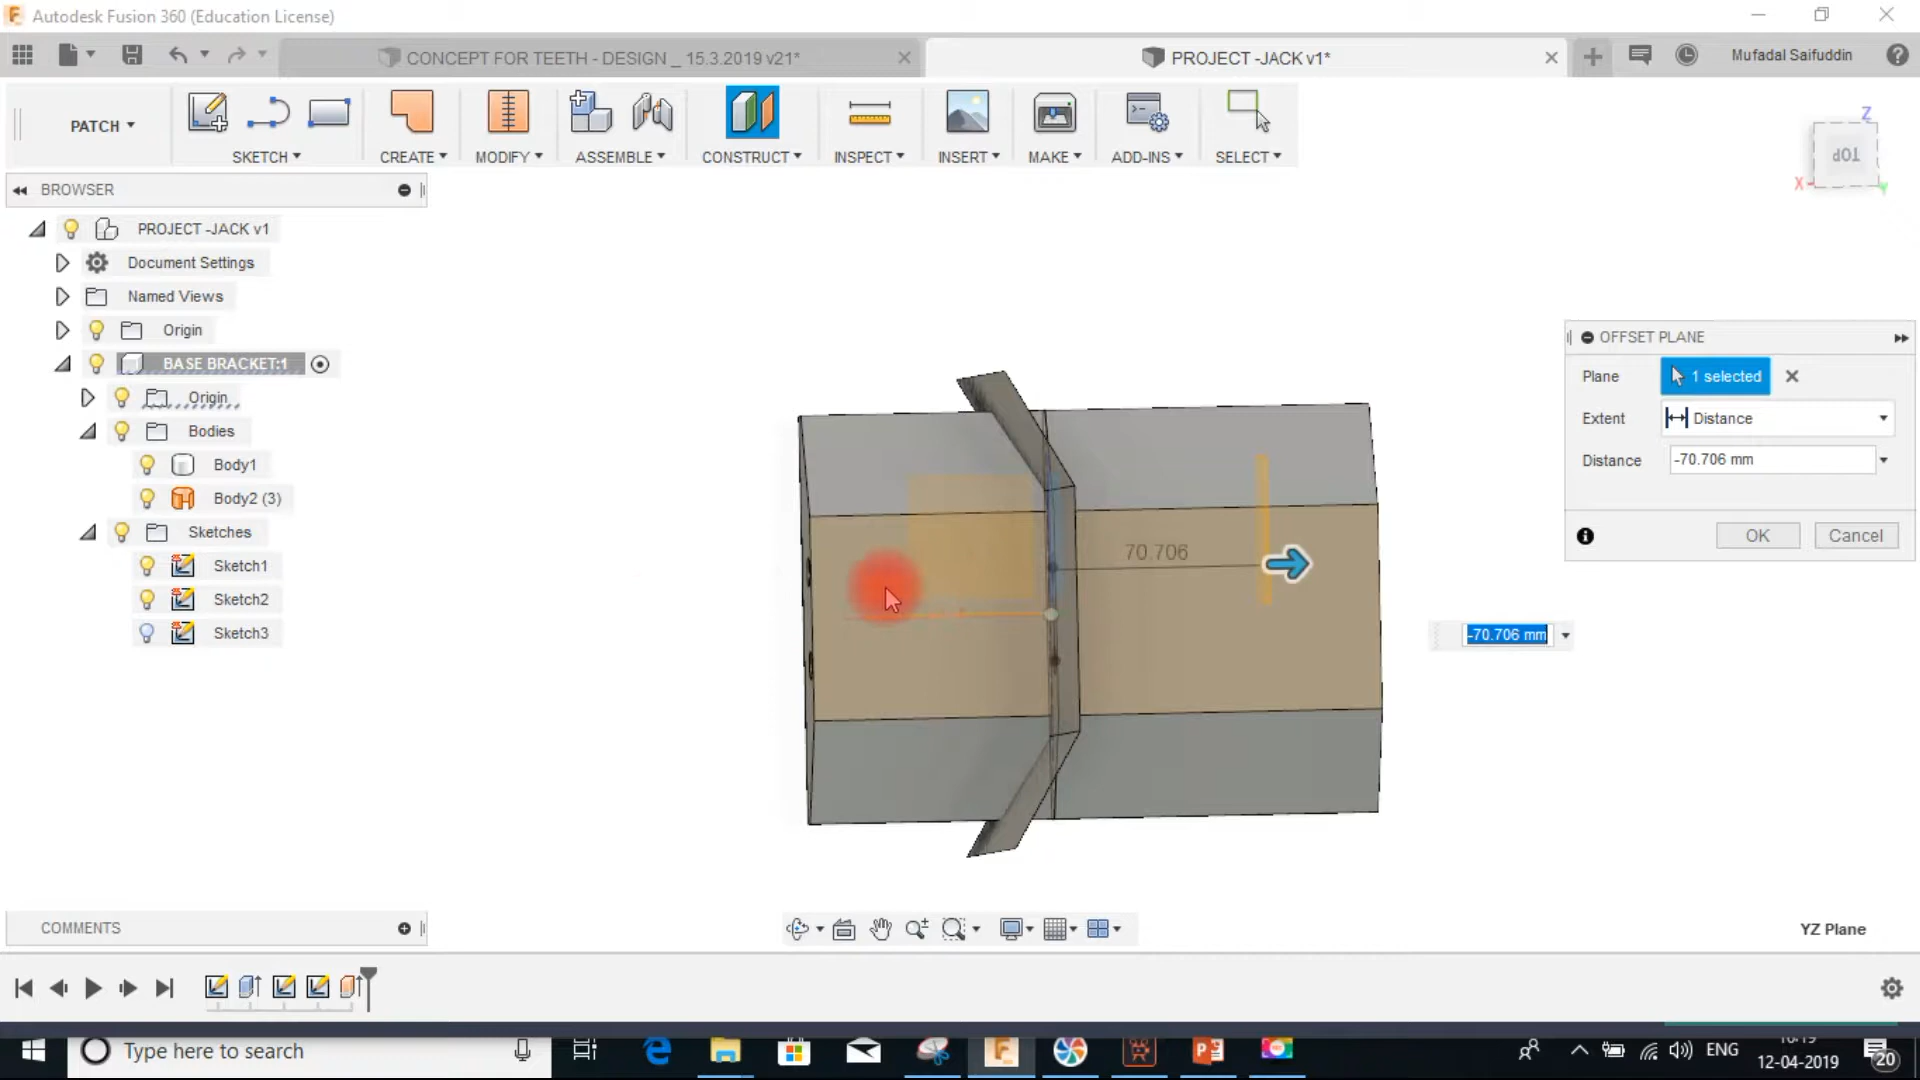 Autodesk Fusion 360 (Education License)
CONCEPT FOR TEETH - DESIGN _ 15.3.2019 v21*
PROJECT -JACK v1*
Mufadal Saifuddin
PATCH
SKETCH
CREATE
MODIFY
ASSEMBLE
CONSTRUCT
INSPECT
INSERT
MAKE
ADD-INS
SELECT
Z
TOP
X
BROWSER
PROJECT -JACK v1
Document Settings
Named Views
Origin
BASE BRACKET:1
Origin
Bodies
Body1
Body2 (3)
Sketches
Sketch1
Sketch2
Sketch3
70.706
-70.706 mm
OFFSET PLANE
Plane
1 selected
Extent
Distance
Distance
-70.706 mm
OK
Cancel
COMMENTS
YZ Plane
Type here to search
ENG
12-04-2019
20